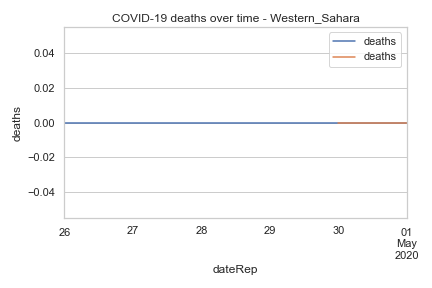 COVID-19 deaths over time - Western_Sahara
deaths
deaths
0.04
0.02
0.00
−0.02
−0.04
deaths
26
27
28
29
30
01
May
2020
dateRep